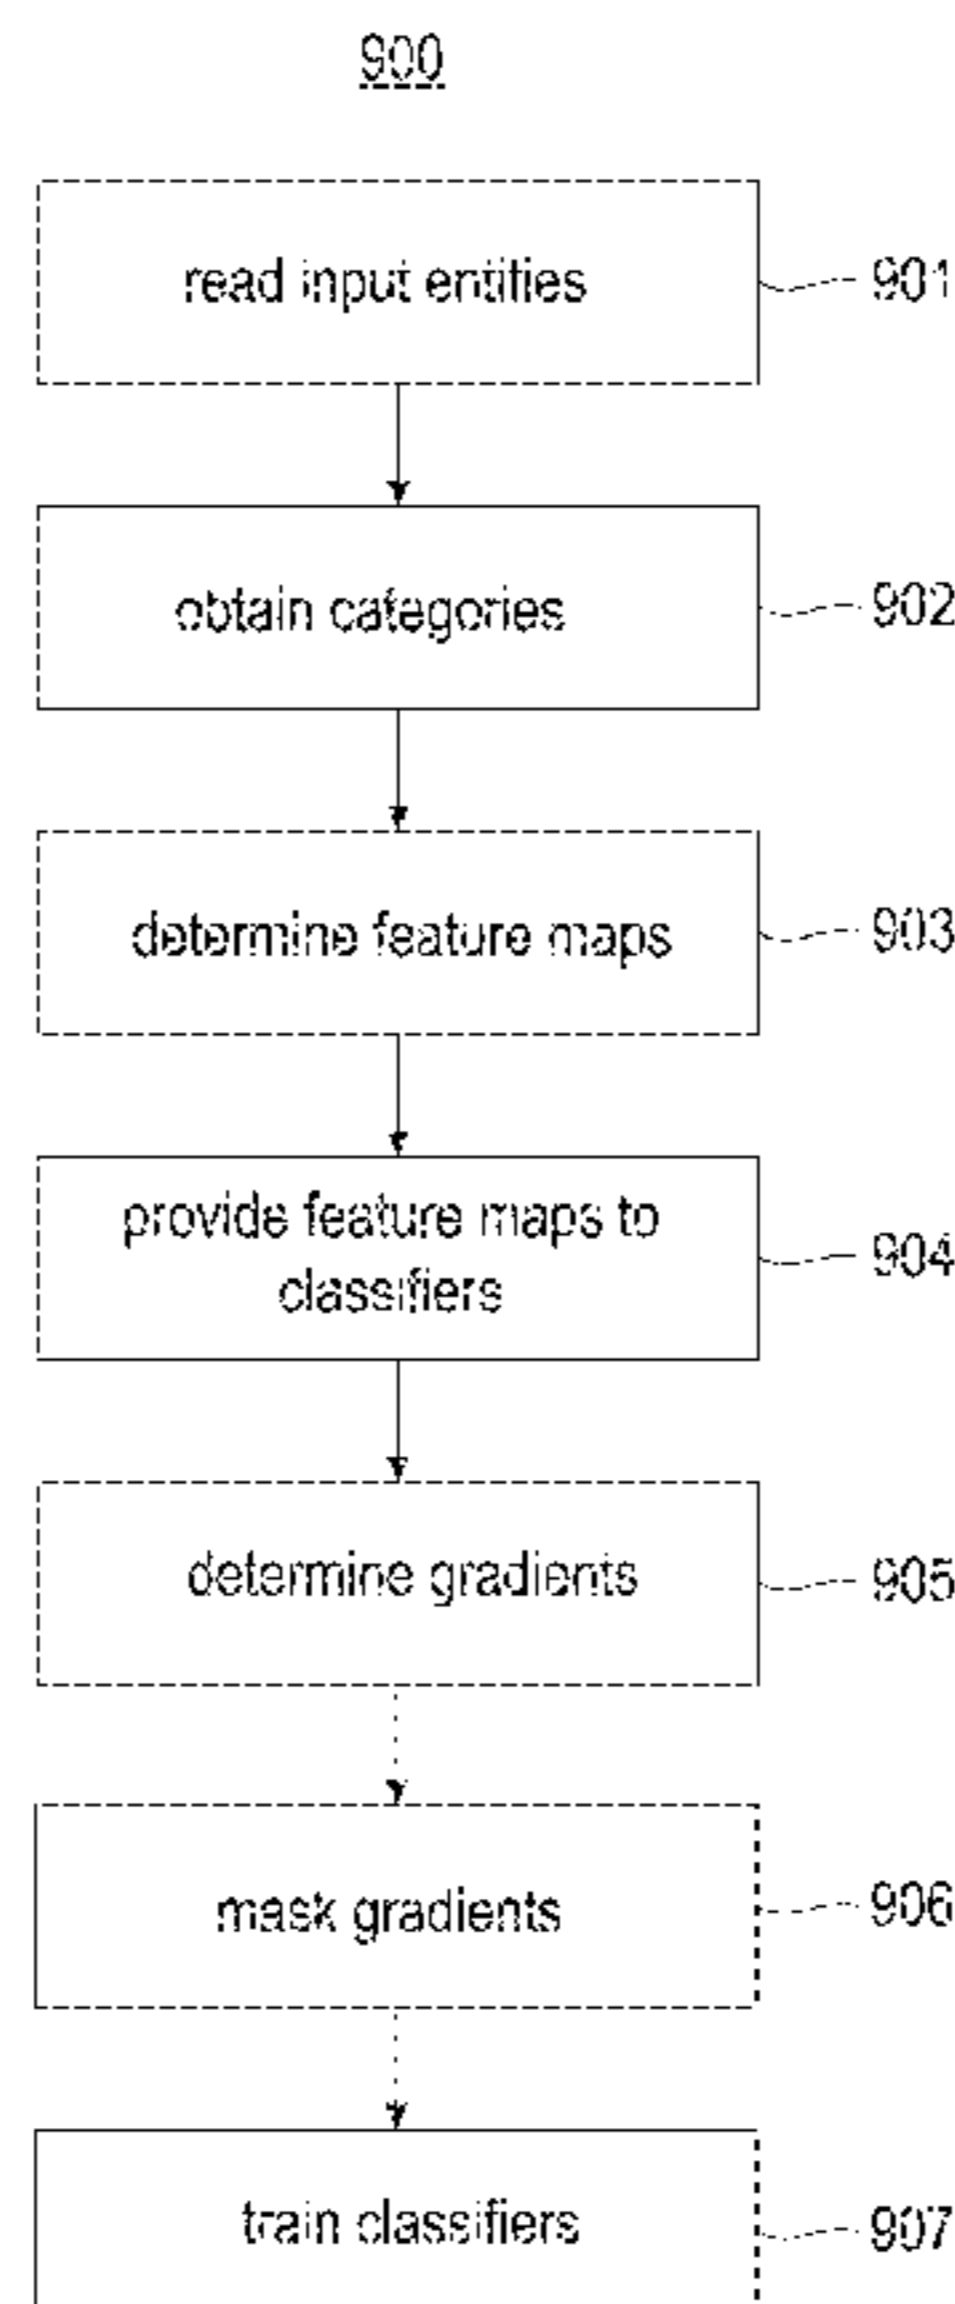 900
read input entities
901
obtain categories
902
determine feature maps
903
provide feature maps to
classifiers
904
determine gradients
905
mask gradients
906
train classifiers
907